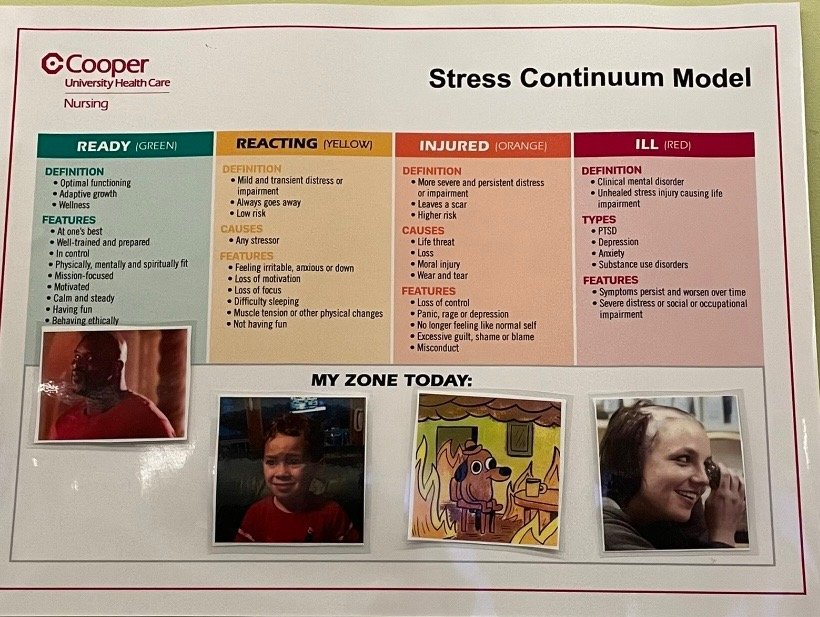 Cooper
University Health Care
Nursing
Stress Continuum Model
READY (GREEN)
DEFINITION
• Optimal functioning
• Adaptive growth
• Wellness
FEATURES
• At one's best
• Well-trained and prepared
• In control
• Physically, mentally and spiritually fit
• Mission-focused
• Motivated
• Calm and steady
• Having fun
• Behaving ethically
REACTING (YELLOW)
DEFINITION
• Mild and transient distress or
impairment
• Always goes away
• Low risk
CAUSES
• Any stressor
FEATURES
• Feeling irritable, anxious or down
• Loss of motivation
• Loss of focus
• Difficulty sleeping
• Muscle tension or other physical changes
• Not having fun
INJURED (ORANGE)
DEFINITION
• More severe and persistent distress
or impairment
• Leaves a scar
• Higher risk
CAUSES
• Life threat
• Loss
• Moral injury
• Wear and tear
FEATURES
• Loss of control
• Panic, rage or depression
• No longer feeling like normal self
• Excessive guilt, shame or blame
• Misconduct
ILL (RED)
DEFINITION
• Clinical mental disorder
• Unhealed stress injury causing life
impairment
TYPES
• PTSD
• Depression
• Anxiety
• Substance use disorders
FEATURES
• Symptoms persist and worsen over time
• Severe distress or social or occupational
impairment
MY ZONE TODAY: